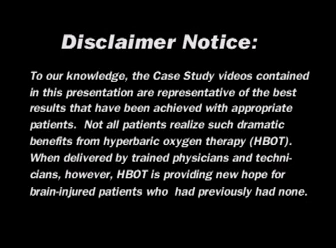 Disclaimer Notice:
To our knowledge, the Case Study videos contained
in this presentation are representative of the best
results that have been achieved with appropriate
patients.  Not all patients realize such dramatic
benefits from hyperbaric oxygen therapy (HBOT).
When delivered by trained physicians and techni-
cians, however, HBOT is providing new hope for
brain-injured patients who  had previously had none.